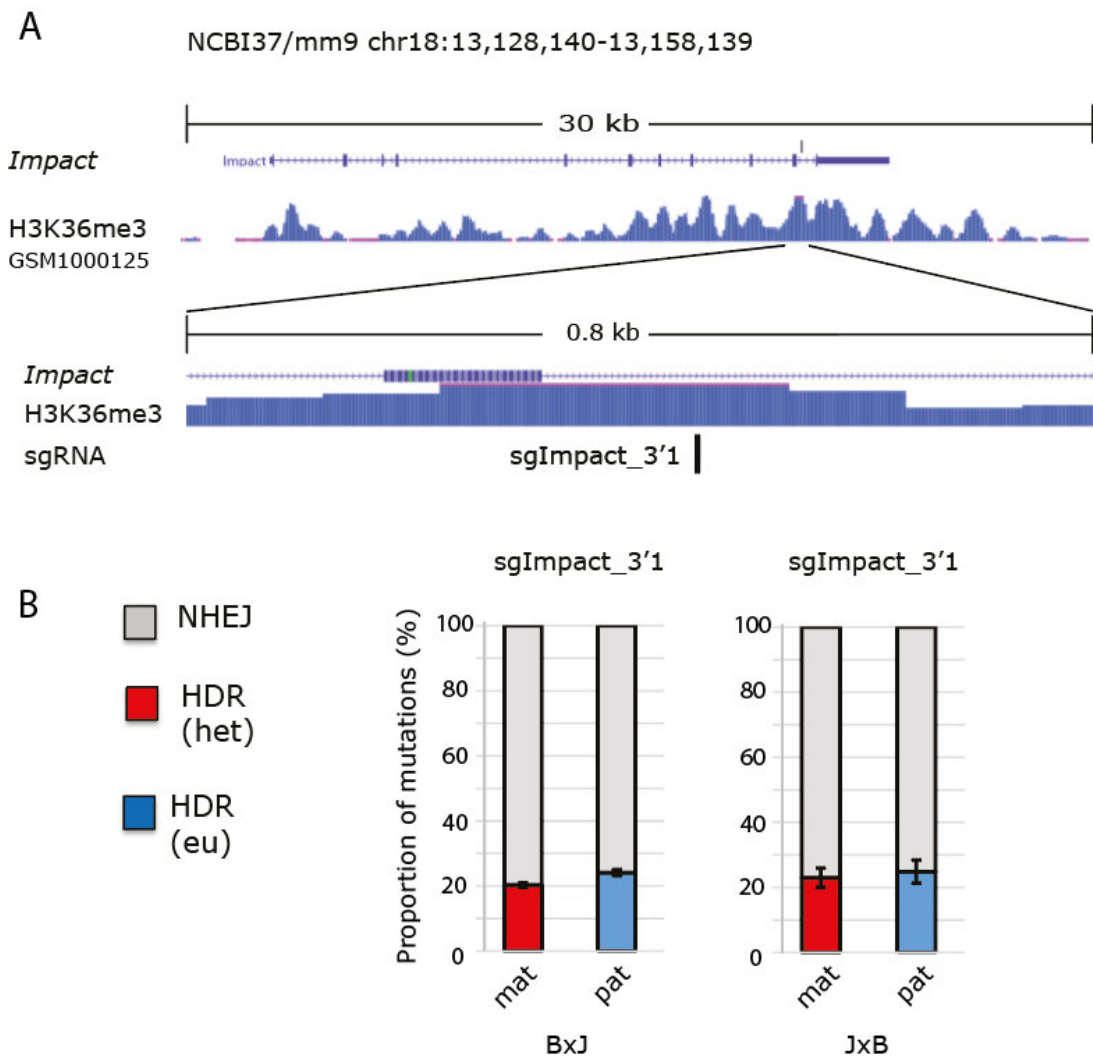 A
NCBI37/mm9 chr18:13,128,140-13,158,139
30 kb
Impact
Impact
H3K36me3
GSM1000125
0.8 kb
Impact
H3K36me3
sgRNA
sgImpact_3'1
B
NHEJ
HDR
(het)
HDR
(eu)
sgImpact_3'1
Proportion of mutations (%)
100
80
60
40
20
0
mat
pat
BxJ
sgImpact_3'1
100
80
60
40
20
0
mat
pat
JxB